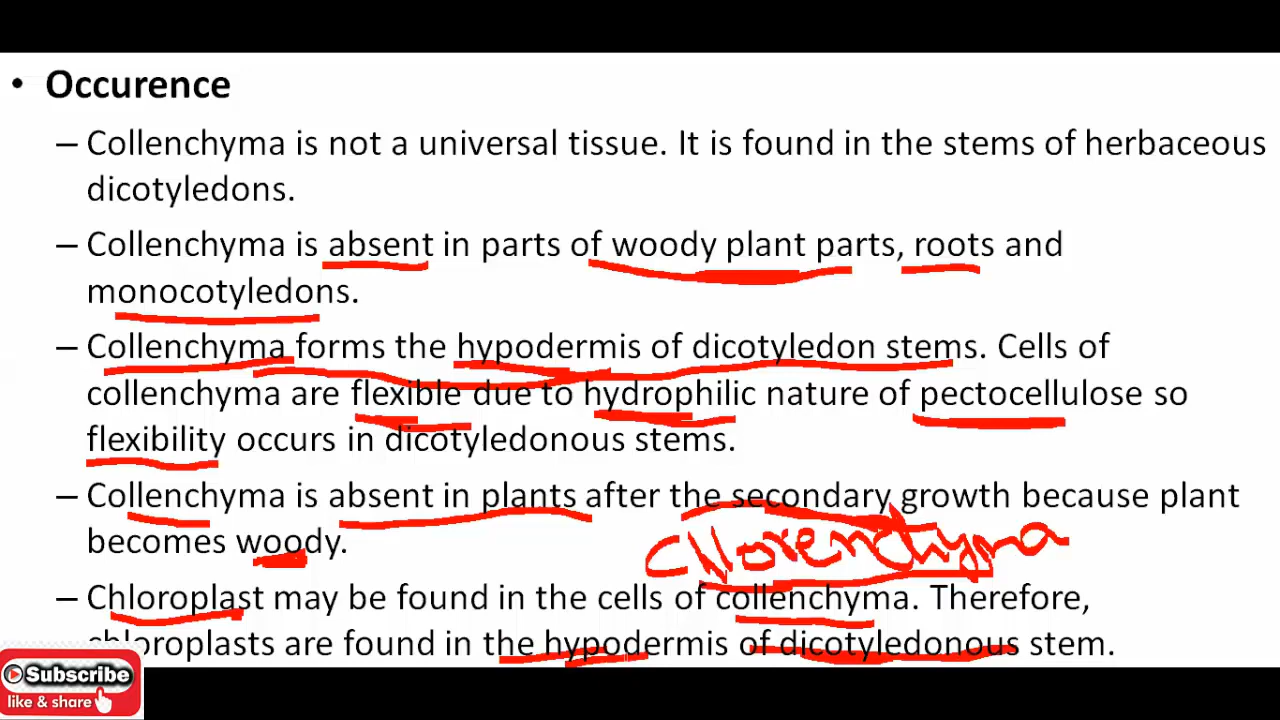 • Occurence
– Collenchyma is not a universal tissue. It is found in the stems of herbaceous
dicotyledons.
– Collenchyma is absent in parts of woody plant parts, roots and
monocotyledons.
– Collenchyma forms the hypodermis of dicotyledon stems. Cells of
collenchyma are flexible due to hydrophilic nature of pectocellulose so
flexibility occurs in dicotyledonous stems.
– Collenchyma is absent in plants after the secondary growth because plant
becomes woody.
Chlorenchyma
– Chloroplast may be found in the cells of collenchyma. Therefore,
chloroplasts are found in the hypodermis of dicotyledonous stem.
Subscribe
like & share